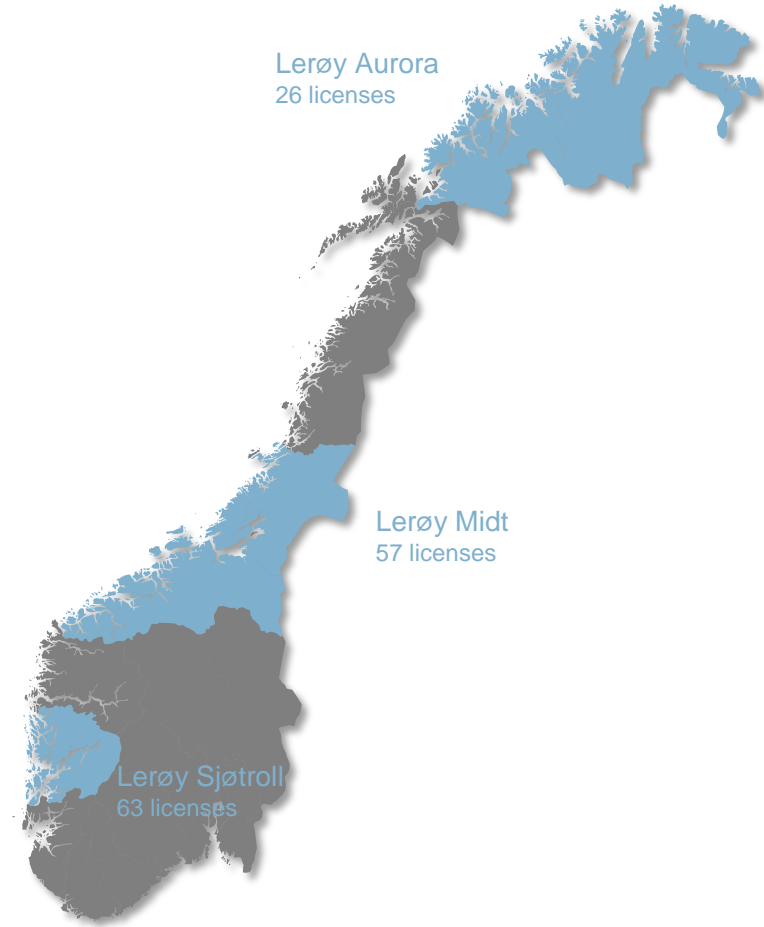 Lerøy Aurora
26 licenses
Lerøy Midt
57 licenses
Lerøy Sjøtroll
63 licenses